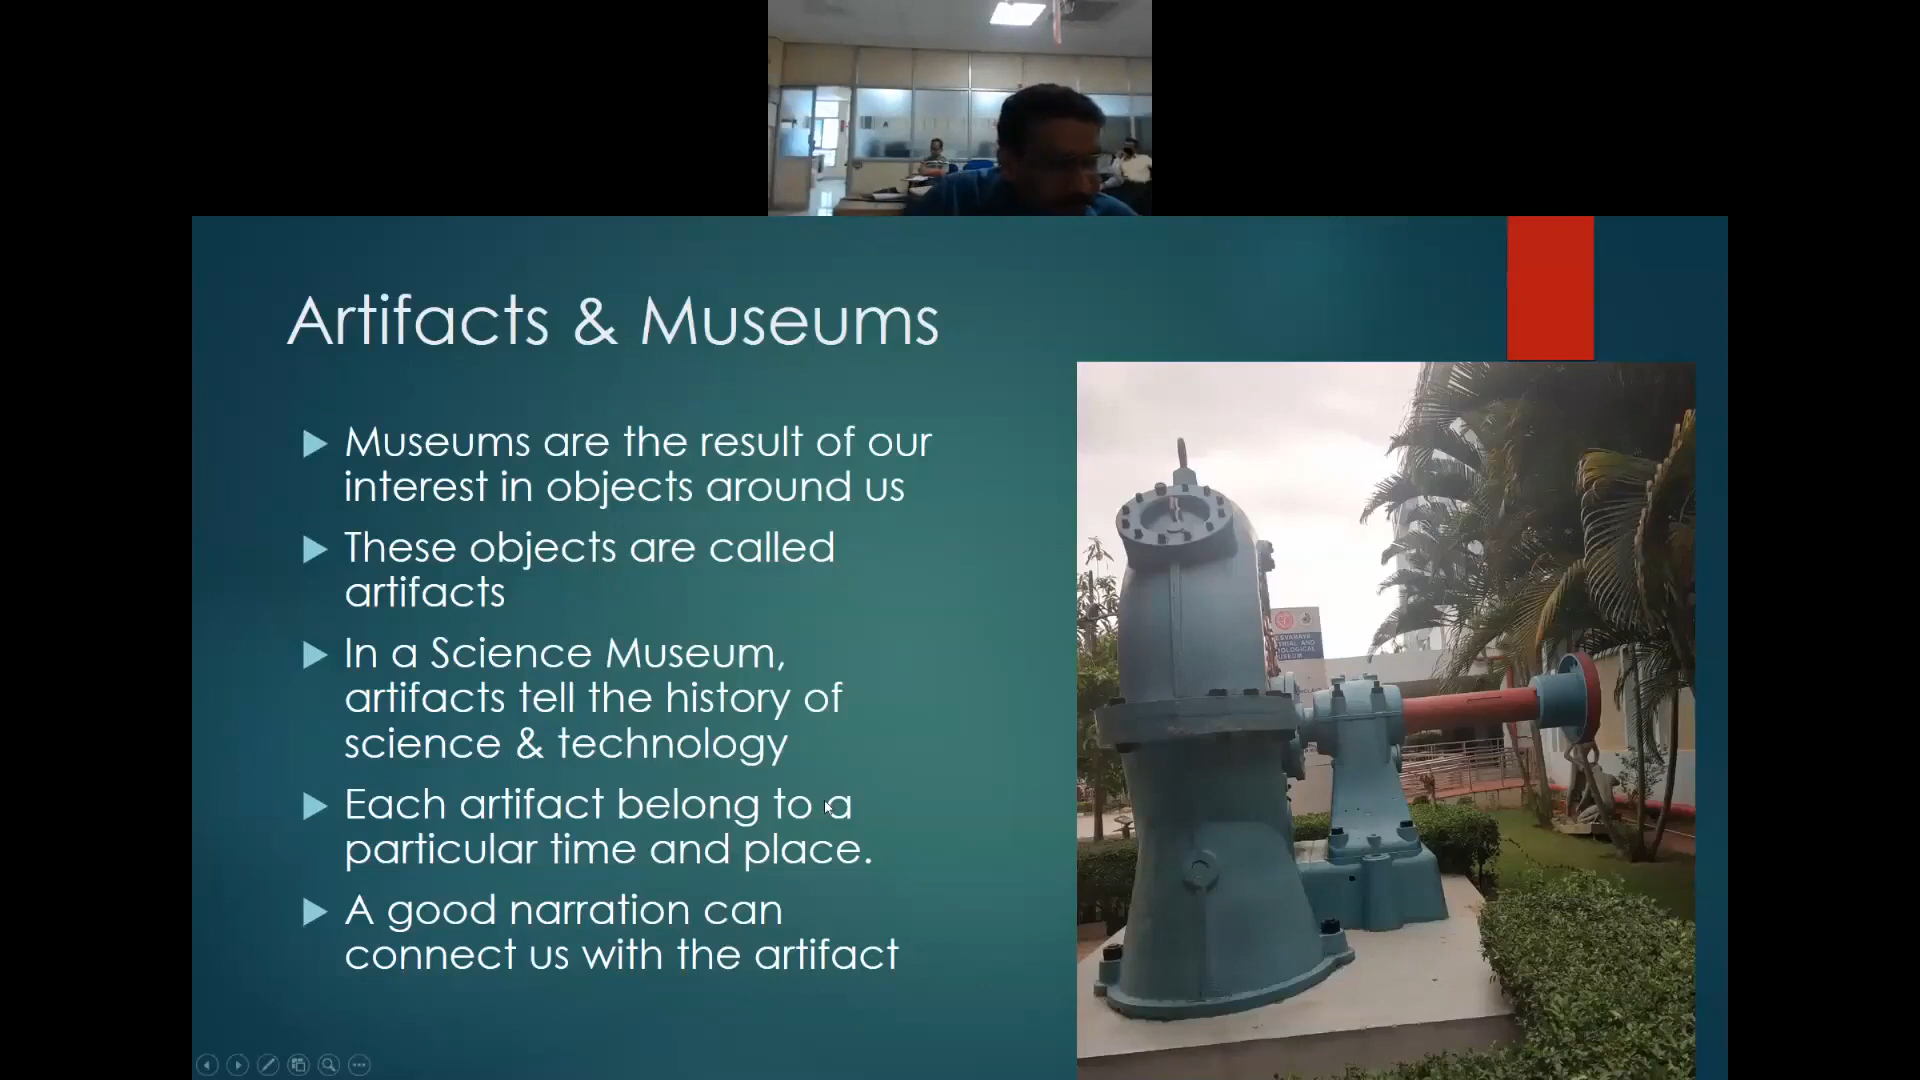 Artifacts & Museums
Museums are the result of our
interest in objects around us
These objects are called
artifacts
In a Science Museum,
artifacts tell the history of
science & technology
Each artifact belong to a
particular time and place.
A good narration can
connect us with the artifact